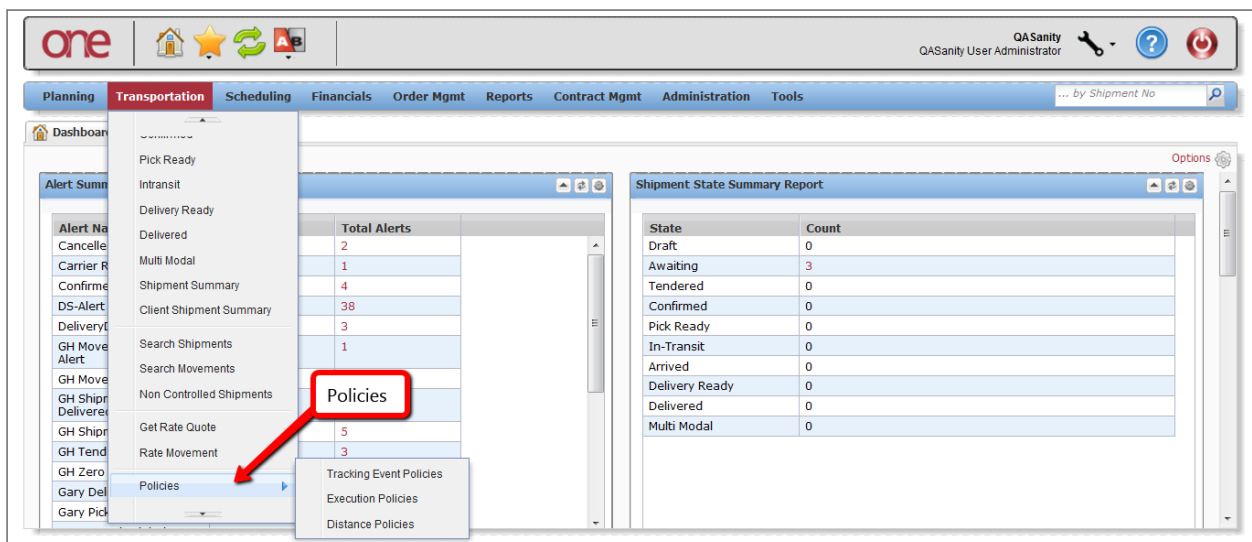 one
QASanity
QASanity User Administrator
Planning Transportation Scheduling Financials Order Mgmt Reports Contract Mgmt Administration Tools
... by Shipment No
Dashboar
Options
Pick Ready
Intransit
Delivery Ready
Delivered
Multi Modal
Shipment Summary
Client Shipment Summary
Search Shipments
Search Movements
Non Controlled Shipments
Get Rate Quote
Rate Movement
Policies
Tracking Event Policies
Execution Policies
Distance Policies
Policies
Alert Summ
Alert Na Total Alerts
Cancelle 2
Carrier R 1
Confirme 4
DS-Alert 38
Delivery 3
GH Move 1
Alert
GH Move
GH Shipr
Delivered
GH Shipr 5
GH Tend 3
GH Zero
Gary Del
Gary Pick
Shipment State Summary Report
State Count
Draft 0
Awaiting 3
Tendered 0
Confirmed 0
Pick Ready 0
In-Transit 0
Arrived 0
Delivery Ready 0
Delivered 0
Multi Modal 0